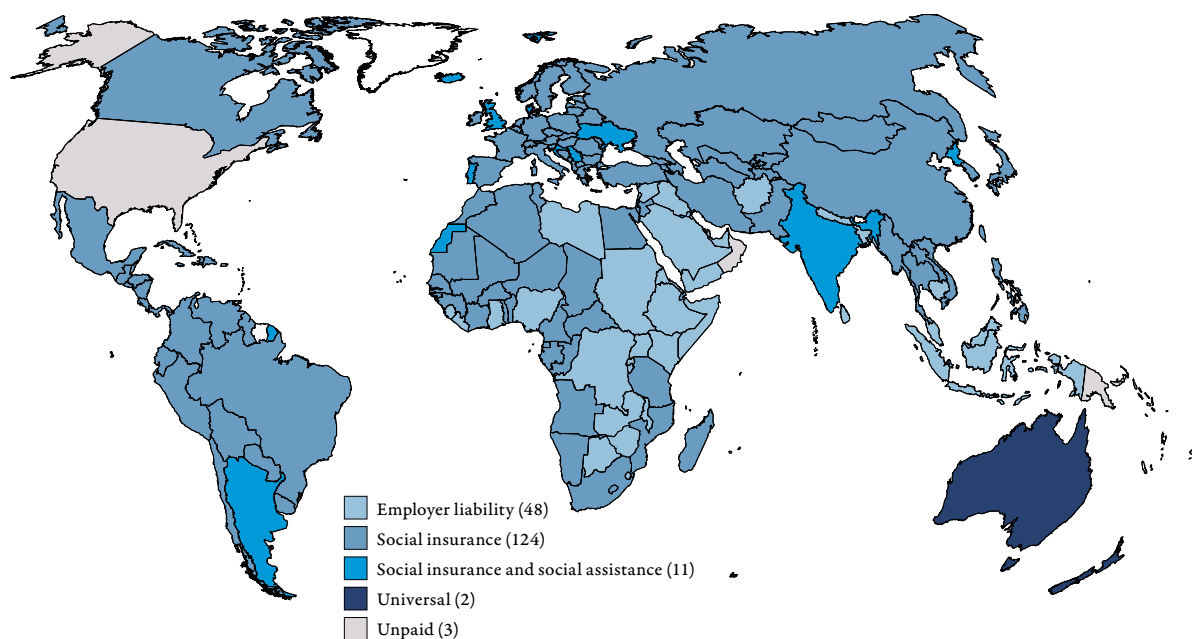 Employer liability (48)
Social insurance (124)
Social insurance and social assistance (11)
Universal (2)
Unpaid (3)